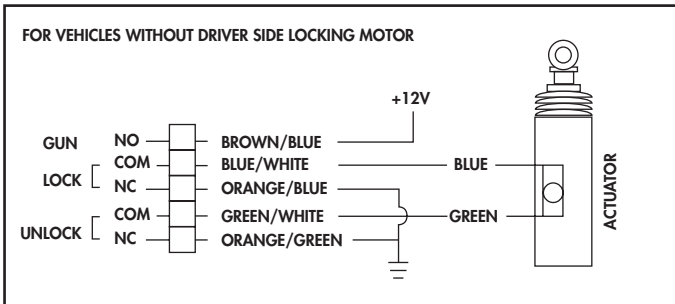 FOR VEHICLES WITHOUT DRIVER SIDE LOCKING MOTOR
+12V
GUN NO BROWN/BLUE
LOCK COM BLUE/WHITE BLUE
NC ORANGE/BLUE
UNLOCK COM GREEN/WHITE GREEN
NC ORANGE/GREEN
ACTUATOR